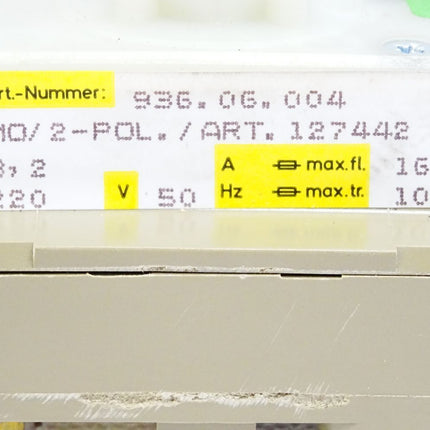 rt.-Nummer: 936.06.004
MO/2-POL./ART. 127442
3,2 A max.fl. 16
220 V 50 Hz max.tr. 10